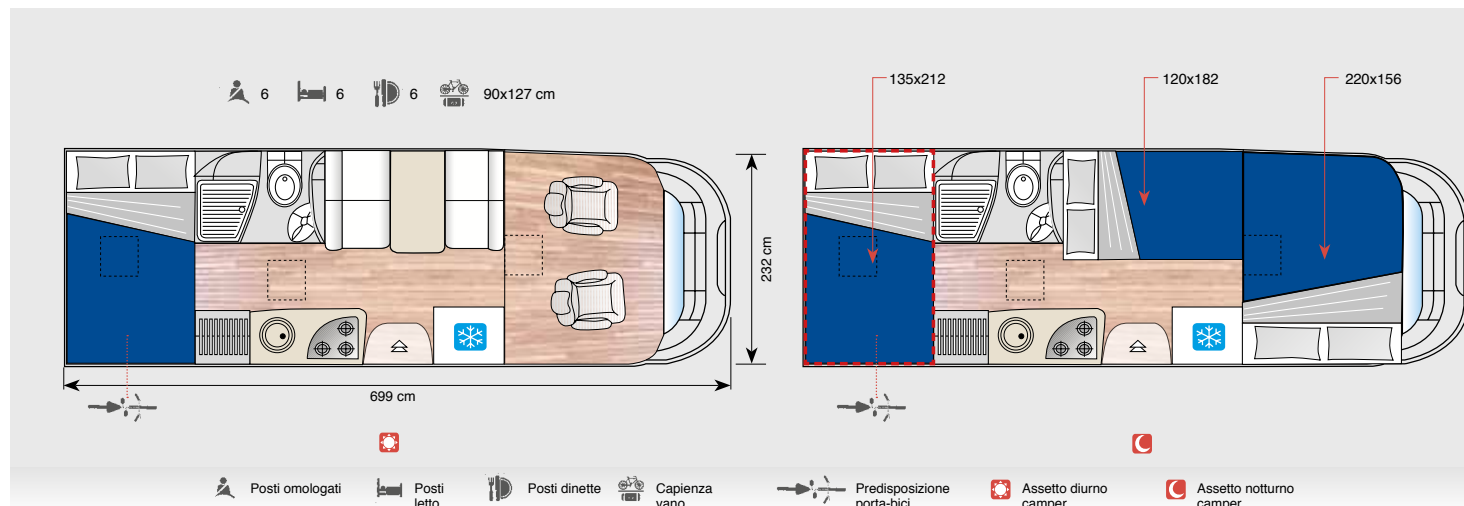 6 6 6 90x127 cm
135x212 120x182 220x156
232 cm
699 cm
Posti omologati Posti Posti dinette Capienza Predisposizione Assetto diurno Assetto notturno
letto vano porta-bici camper camper